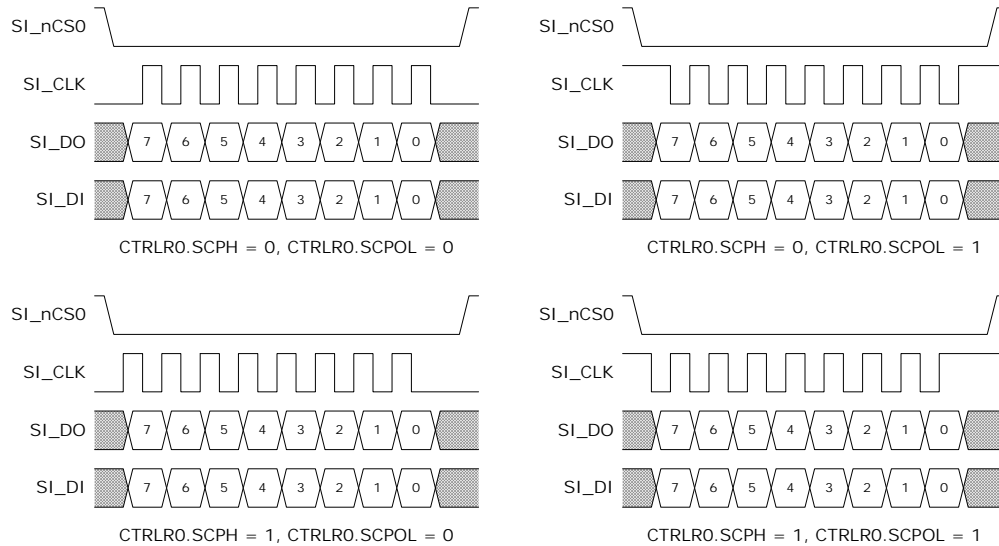 SI_nCS0
SI_CLK
SI_DO 7 6 5 4 3 2 1 0
SI_DI 7 6 5 4 3 2 1 0
CTRLR0.SCPH = 0, CTRLR0.SCPOL = 0
SI_nCS0
SI_CLK
SI_DO 7 6 5 4 3 2 1 0
SI_DI 7 6 5 4 3 2 1 0
CTRLR0.SCPH = 0, CTRLR0.SCPOL = 1
SI_nCS0
SI_CLK
SI_DO 7 6 5 4 3 2 1 0
SI_DI 7 6 5 4 3 2 1 0
CTRLR0.SCPH = 1, CTRLR0.SCPOL = 0
SI_nCS0
SI_CLK
SI_DO 7 6 5 4 3 2 1 0
SI_DI 7 6 5 4 3 2 1 0
CTRLR0.SCPH = 1, CTRLR0.SCPOL = 1